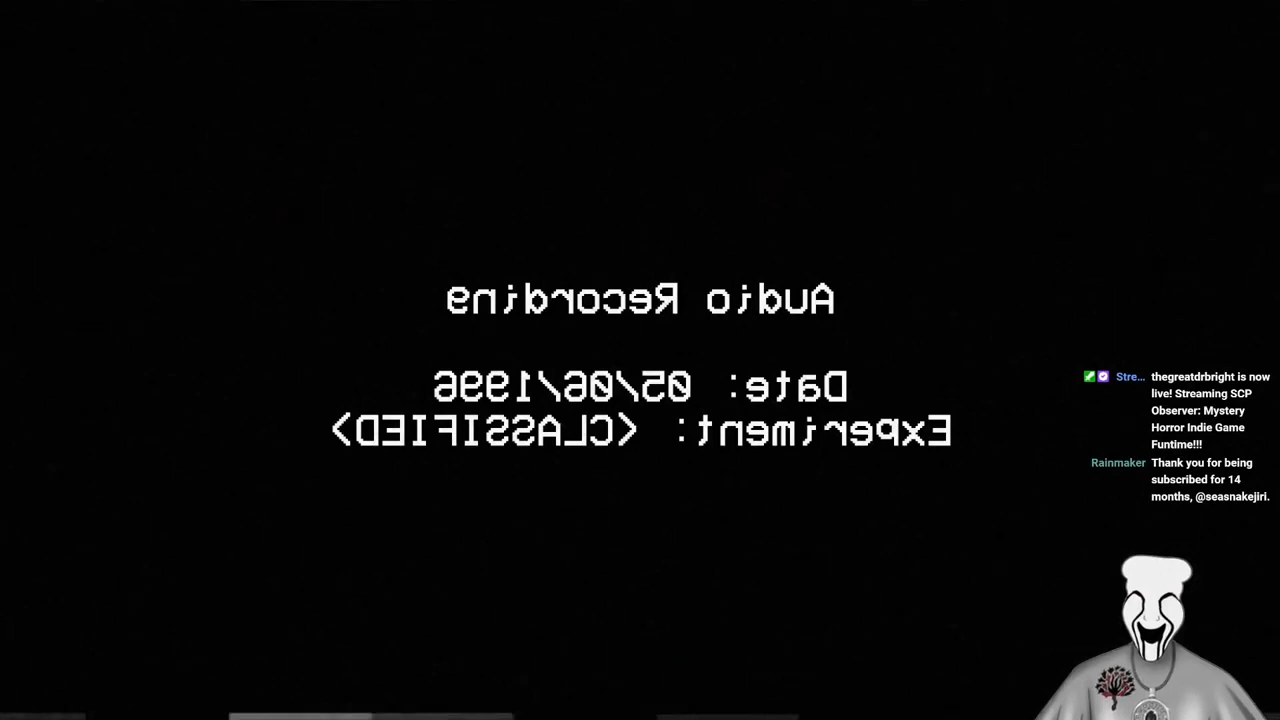 Audio Recording
Date: 05/06/1996
Experiment: <CLASSIFIED>
Stre... thegreatdrbright is now
live! Streaming SCP
Observer: Mystery
Horror Indie Game
Funtime!!!
Rainmaker Thank you for being
subscribed for 14
months, @seasnakejiri.